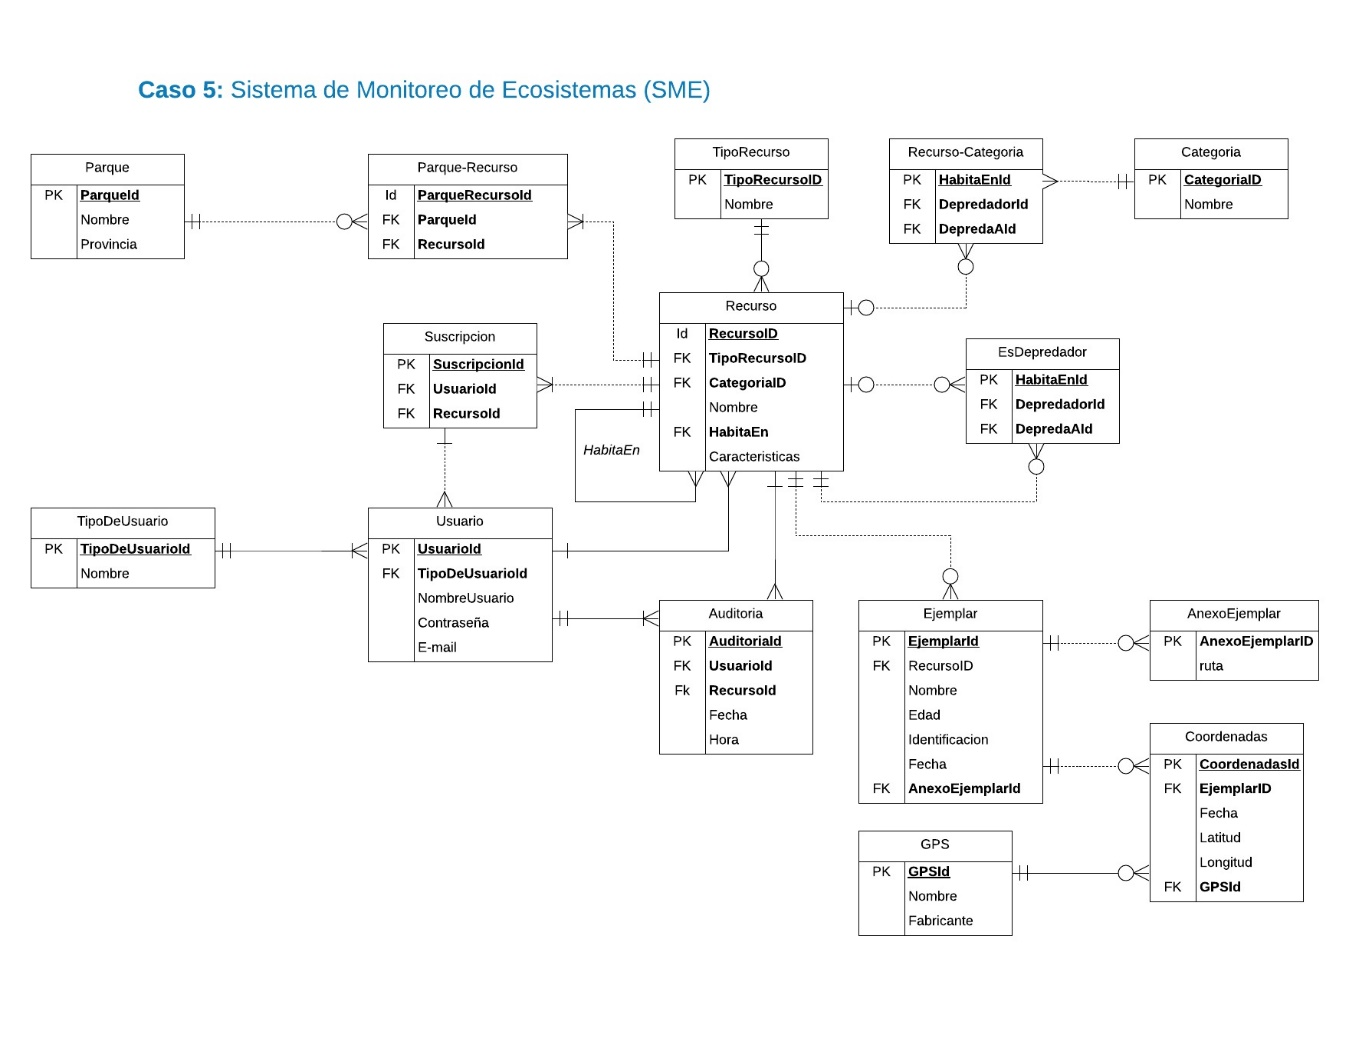 Caso 5: Sistema de Monitoreo de Ecosistemas (SME)
Parque
PK ParqueId
Nombre
Provincia
Parque-Recurso
Id ParqueRecursoId
FK ParqueId
FK RecursoId
TipoRecurso
PK TipoRecursoID
Nombre
Recurso-Categoria
PK HabitaEnId
FK DepredadorId
FK DepredaAId
Categoria
PK CategoriaID
Nombre
Suscripcion
PK SuscripcionId
FK UsuarioId
FK RecursoId
Recurso
Id RecursoID
FK TipoRecursoID
FK CategoriaID
Nombre
FK HabitaEn
Caracteristicas
HabitaEn
EsDepredador
PK HabitaEnId
FK DepredadorId
FK DepredaAId
TipoDeUsuario
PK TipoDeUsuarioId
Nombre
Usuario
PK UsuarioId
FK TipoDeUsuarioId
NombreUsuario
Contraseña
E-mail
Auditoria
PK AuditoriaId
FK UsuarioId
Fk RecursoId
Fecha
Hora
Ejemplar
PK EjemplarId
FK RecursoID
Nombre
Edad
Identificacion
Fecha
FK AnexoEjemplarId
AnexoEjemplar
PK AnexoEjemplarID
ruta
Coordenadas
PK CoordenadasId
FK EjemplarID
Fecha
Latitud
Longitud
FK GPSId
GPS
PK GPSId
Nombre
Fabricante